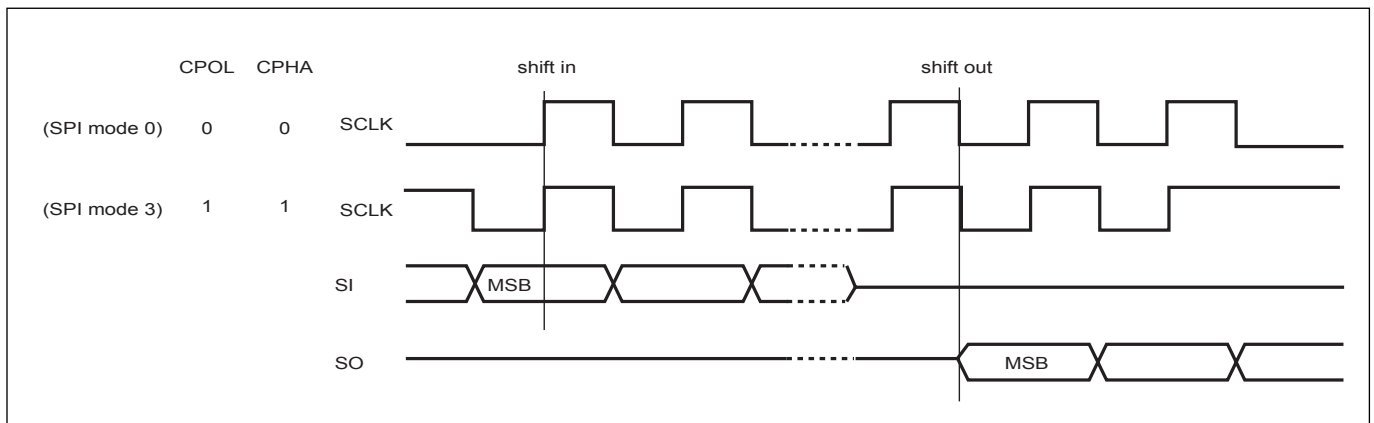 CPOL CPHA shift in shift out
(SPI mode 0) 0 0 SCLK
(SPI mode 3) 1 1 SCLK
SI MSB
SO MSB